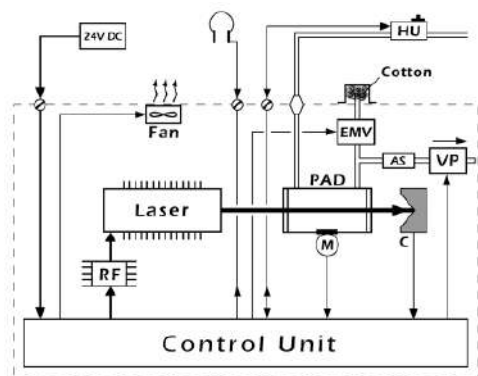 24V DC
HU
Cotton
Fan
EMV
AS
VP
PAD
Laser
C
M
RF
Control Unit